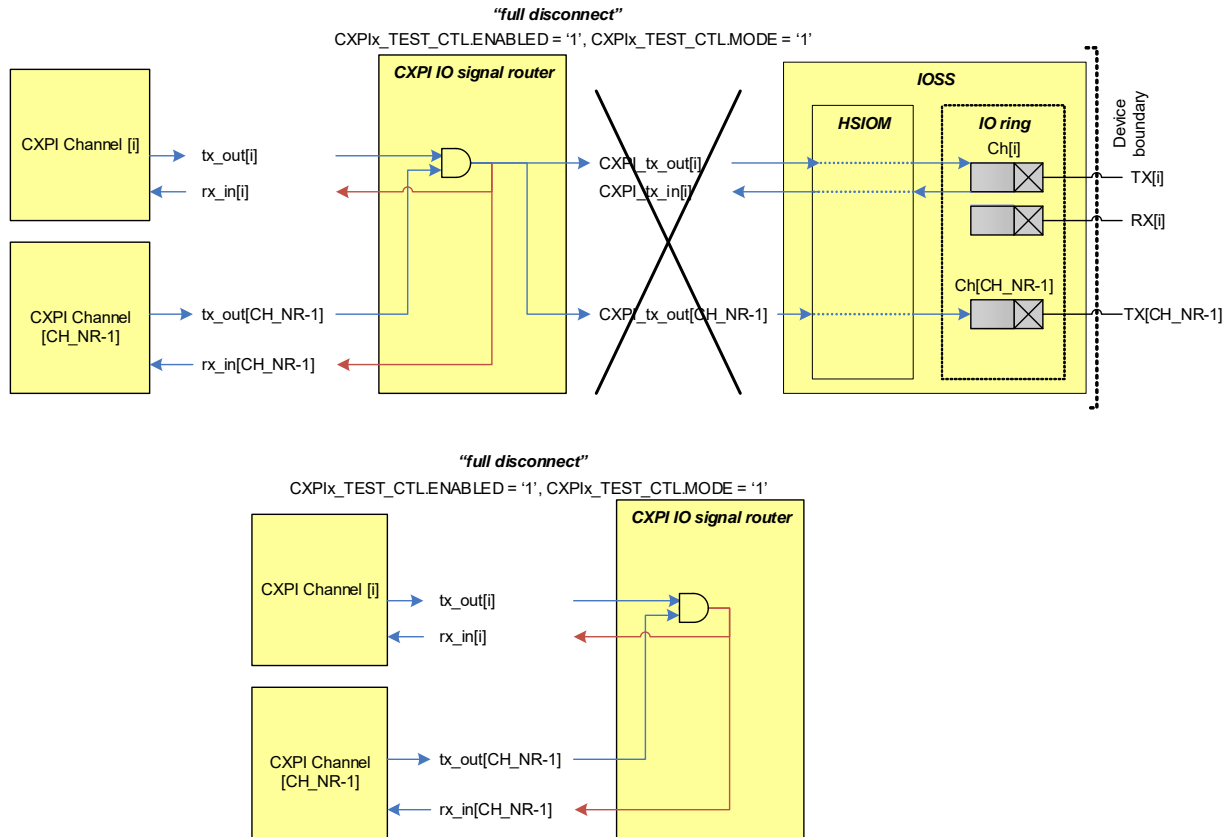 “full disconnect”
CXPIx_TEST_CTL.ENABLED = ‘1’, CXPIx_TEST_CTL.MODE = ‘1’
CXPI IO signal router
IOSS
HSIOM
IO ring
Device
boundary
CXPI Channel [i]
tx_out[i]
rx_in[i]
CXPI_tx_out[i]
CXPI_tx_in[i]
Ch[i]
TX[i]
RX[i]
CXPI Channel
[CH_NR-1]
tx_out[CH_NR-1]
rx_in[CH_NR-1]
CXPI_tx_out[CH_NR-1]
Ch[CH_NR-1]
TX[CH_NR-1]
“full disconnect”
CXPIx_TEST_CTL.ENABLED = ‘1’, CXPIx_TEST_CTL.MODE = ‘1’
CXPI IO signal router
CXPI Channel [i]
tx_out[i]
rx_in[i]
CXPI Channel
[CH_NR-1]
tx_out[CH_NR-1]
rx_in[CH_NR-1]